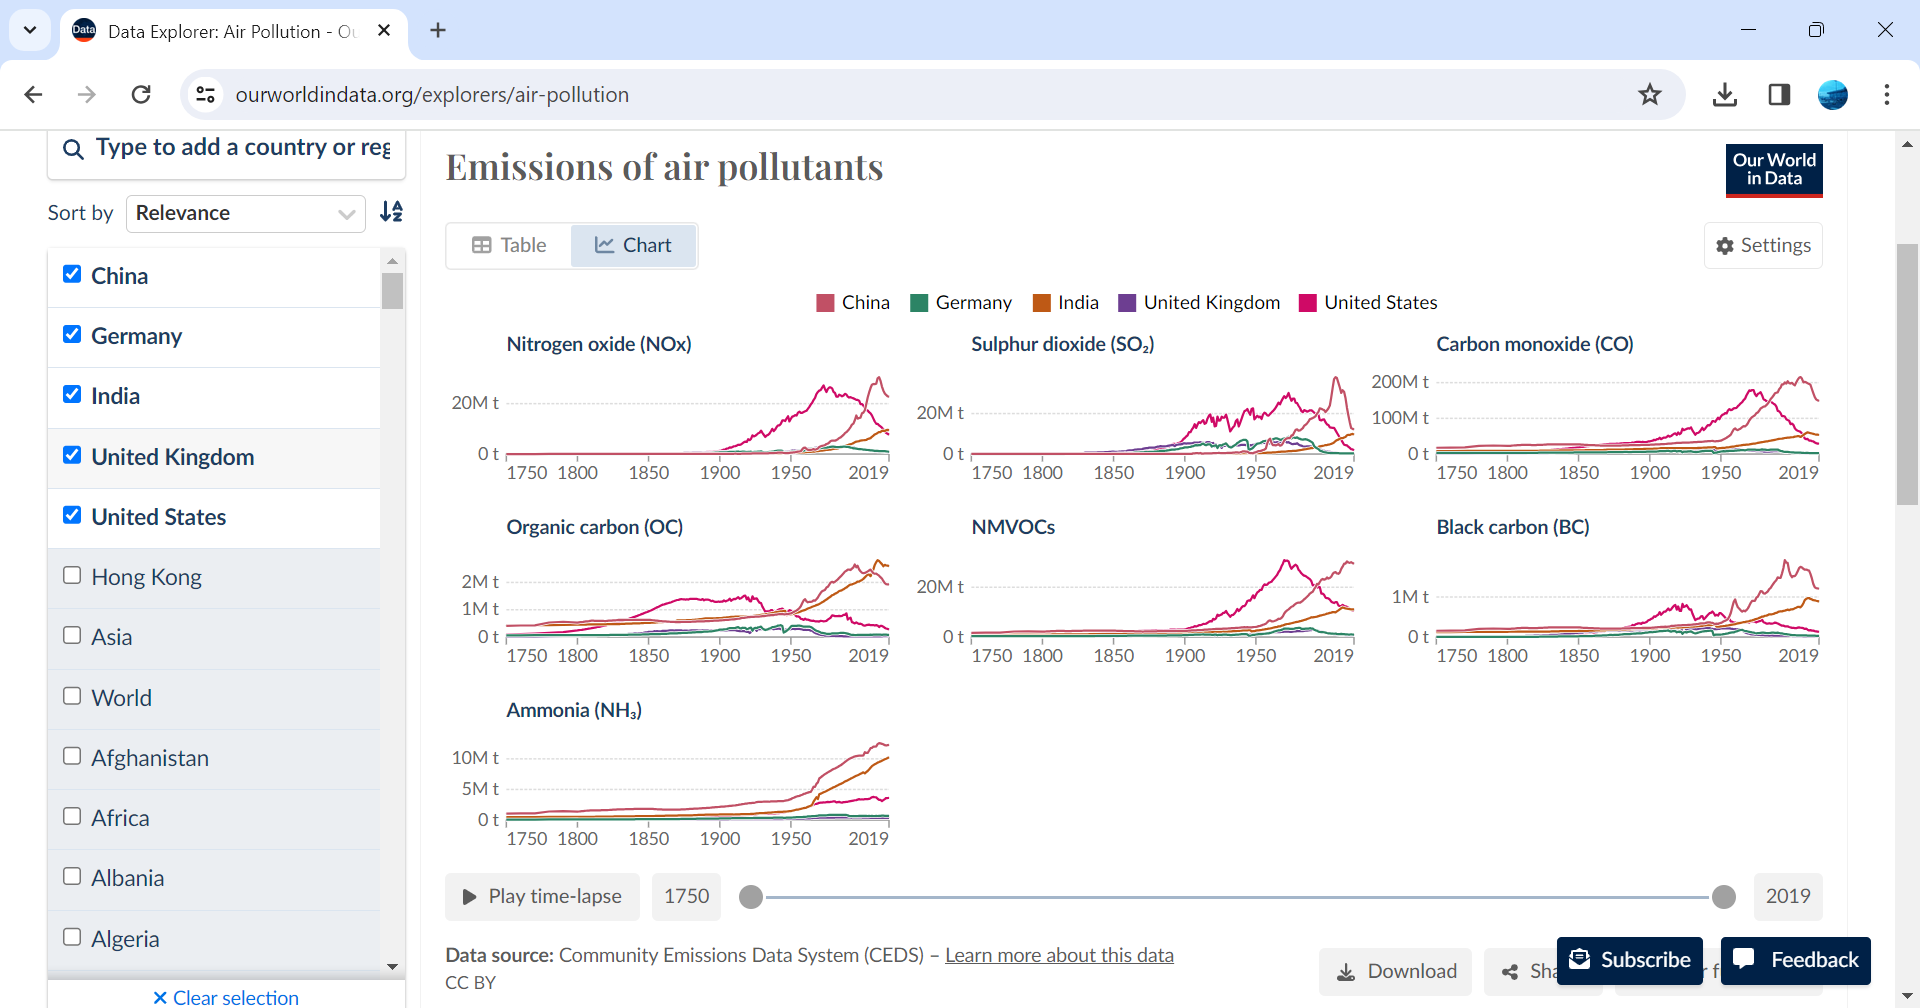 Data Explorer: Air Pollution - Ou
ourworldindata.org/explorers/air-pollution
Type to add a country or reg
Sort by Relevance
China
Germany
India
United Kingdom
United States
Hong Kong
Asia
World
Afghanistan
Africa
Albania
Algeria
Clear selection
Emissions of air pollutants
Our World
in Data
Table Chart
Settings
China Germany India United Kingdom United States
Nitrogen oxide (NOx)
20M t
0 t
1750 1800 1850 1900 1950 2019
Sulphur dioxide (SO₂)
20M t
0 t
1750 1800 1850 1900 1950 2019
Carbon monoxide (CO)
200M t
100M t
0 t
1750 1800 1850 1900 1950 2019
Organic carbon (OC)
2M t
1M t
0 t
1750 1800 1850 1900 1950 2019
NMVOCs
20M t
0 t
1750 1800 1850 1900 1950 2019
Black carbon (BC)
1M t
0 t
1750 1800 1850 1900 1950 2019
Ammonia (NH₃)
10M t
5M t
0 t
1750 1800 1850 1900 1950 2019
Play time-lapse 1750 2019
Data source: Community Emissions Data System (CEDS) – Learn more about this data
CC BY
Download Sha
Subscribe
Feedback